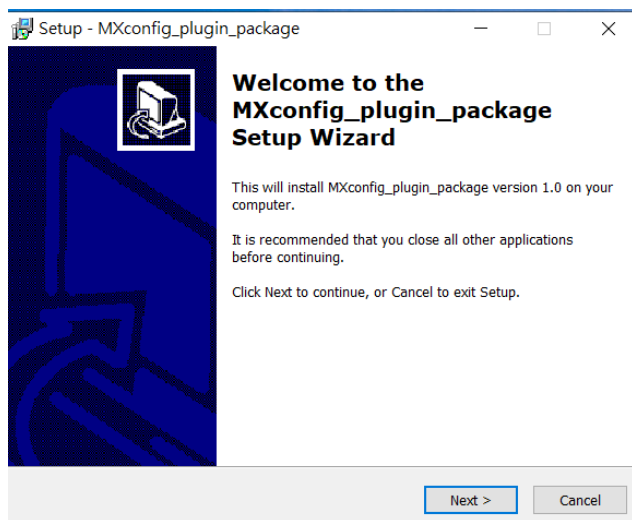 Setup - MXconfig_plugin_package
Welcome to the
MXconfig_plugin_package
Setup Wizard
This will install MXconfig_plugin_package version 1.0 on your
computer.
It is recommended that you close all other applications
before continuing.
Click Next to continue, or Cancel to exit Setup.
Next >
Cancel